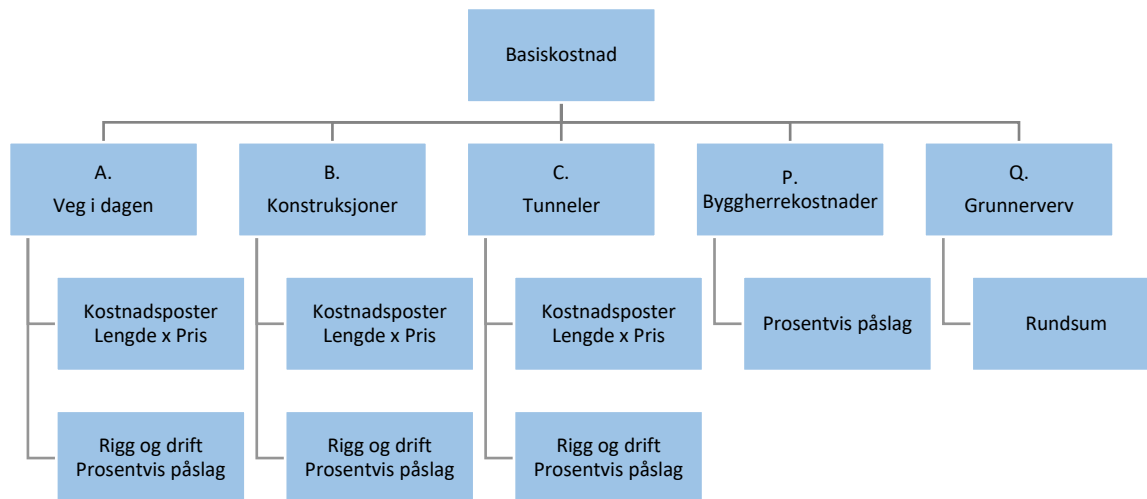 Basiskostnad
A.
Veg i dagen
B.
Konstruksjoner
C.
Tunneler
P.
Byggherrekostnader
Q.
Grunnerverv
Kostnadsposter
Lengde x Pris
Kostnadsposter
Lengde x Pris
Kostnadsposter
Lengde x Pris
Prosentvis påslag
Rundsum
Rigg og drift
Prosentvis påslag
Rigg og drift
Prosentvis påslag
Rigg og drift
Prosentvis påslag